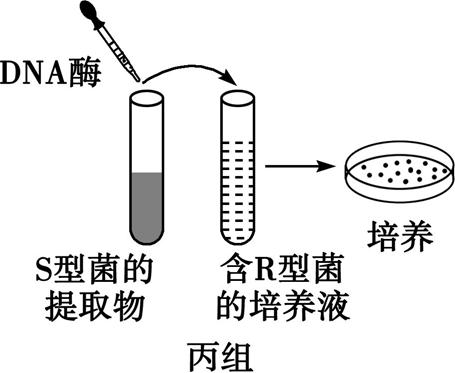 DNA酶
S型菌的
提取物
含R型菌
的培养液
培养
丙组